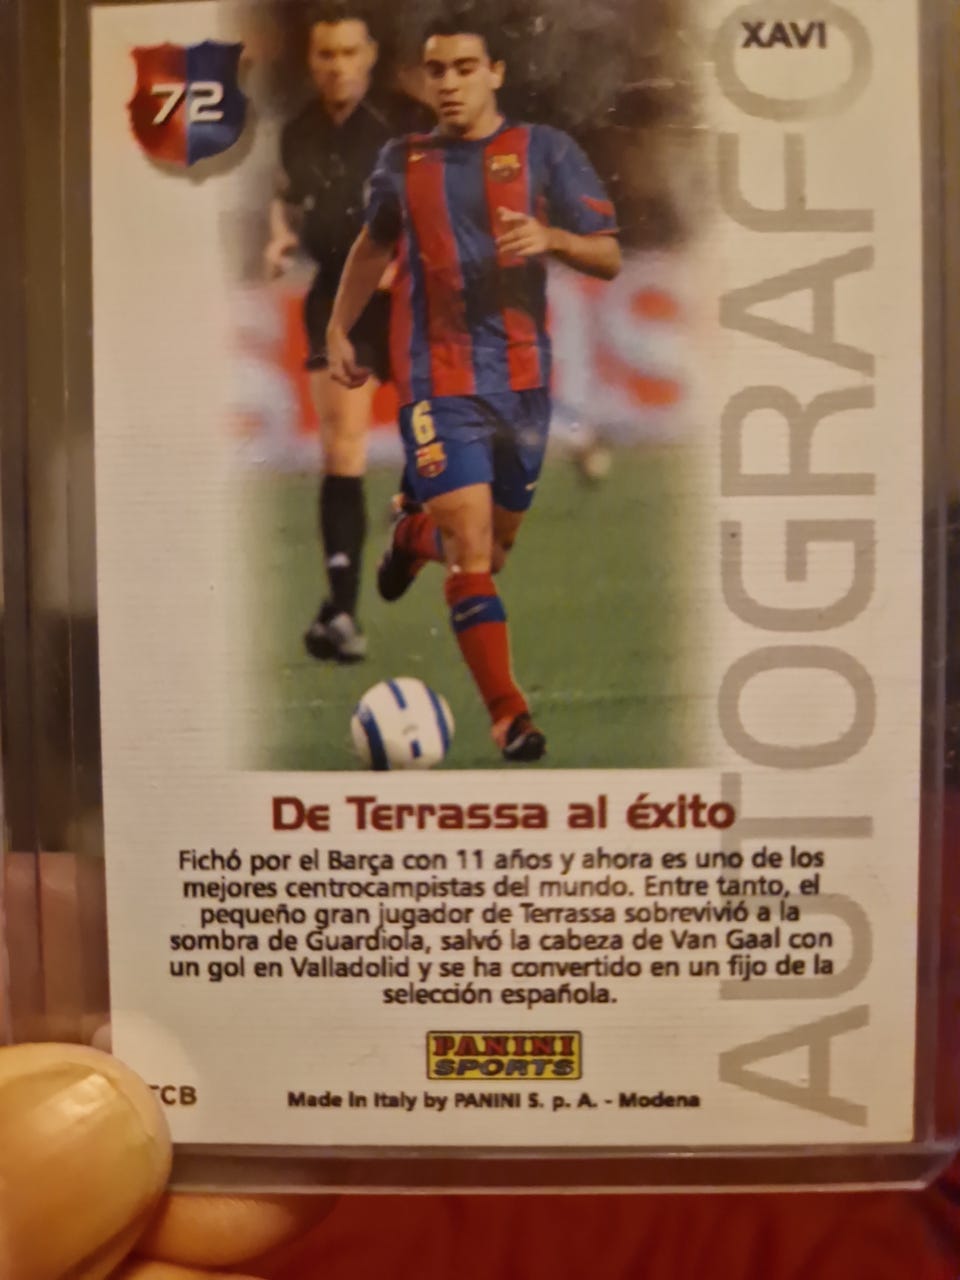 XAVI
72
6
AUTOGRAFO
De Terrassa al éxito
Fichó por el Barça con 11 años y ahora es uno de los
mejores centrocampistas del mundo. Entre tanto, el
pequeño gran jugador de Terrassa sobrevivió a la
sombra de Guardiola, salvó la cabeza de Van Gaal con
un gol en Valladolid y se ha convertido en un fijo de la
selección española.
PANINI
SPORTS
Made in Italy by PANINI S. p. A. - Modena